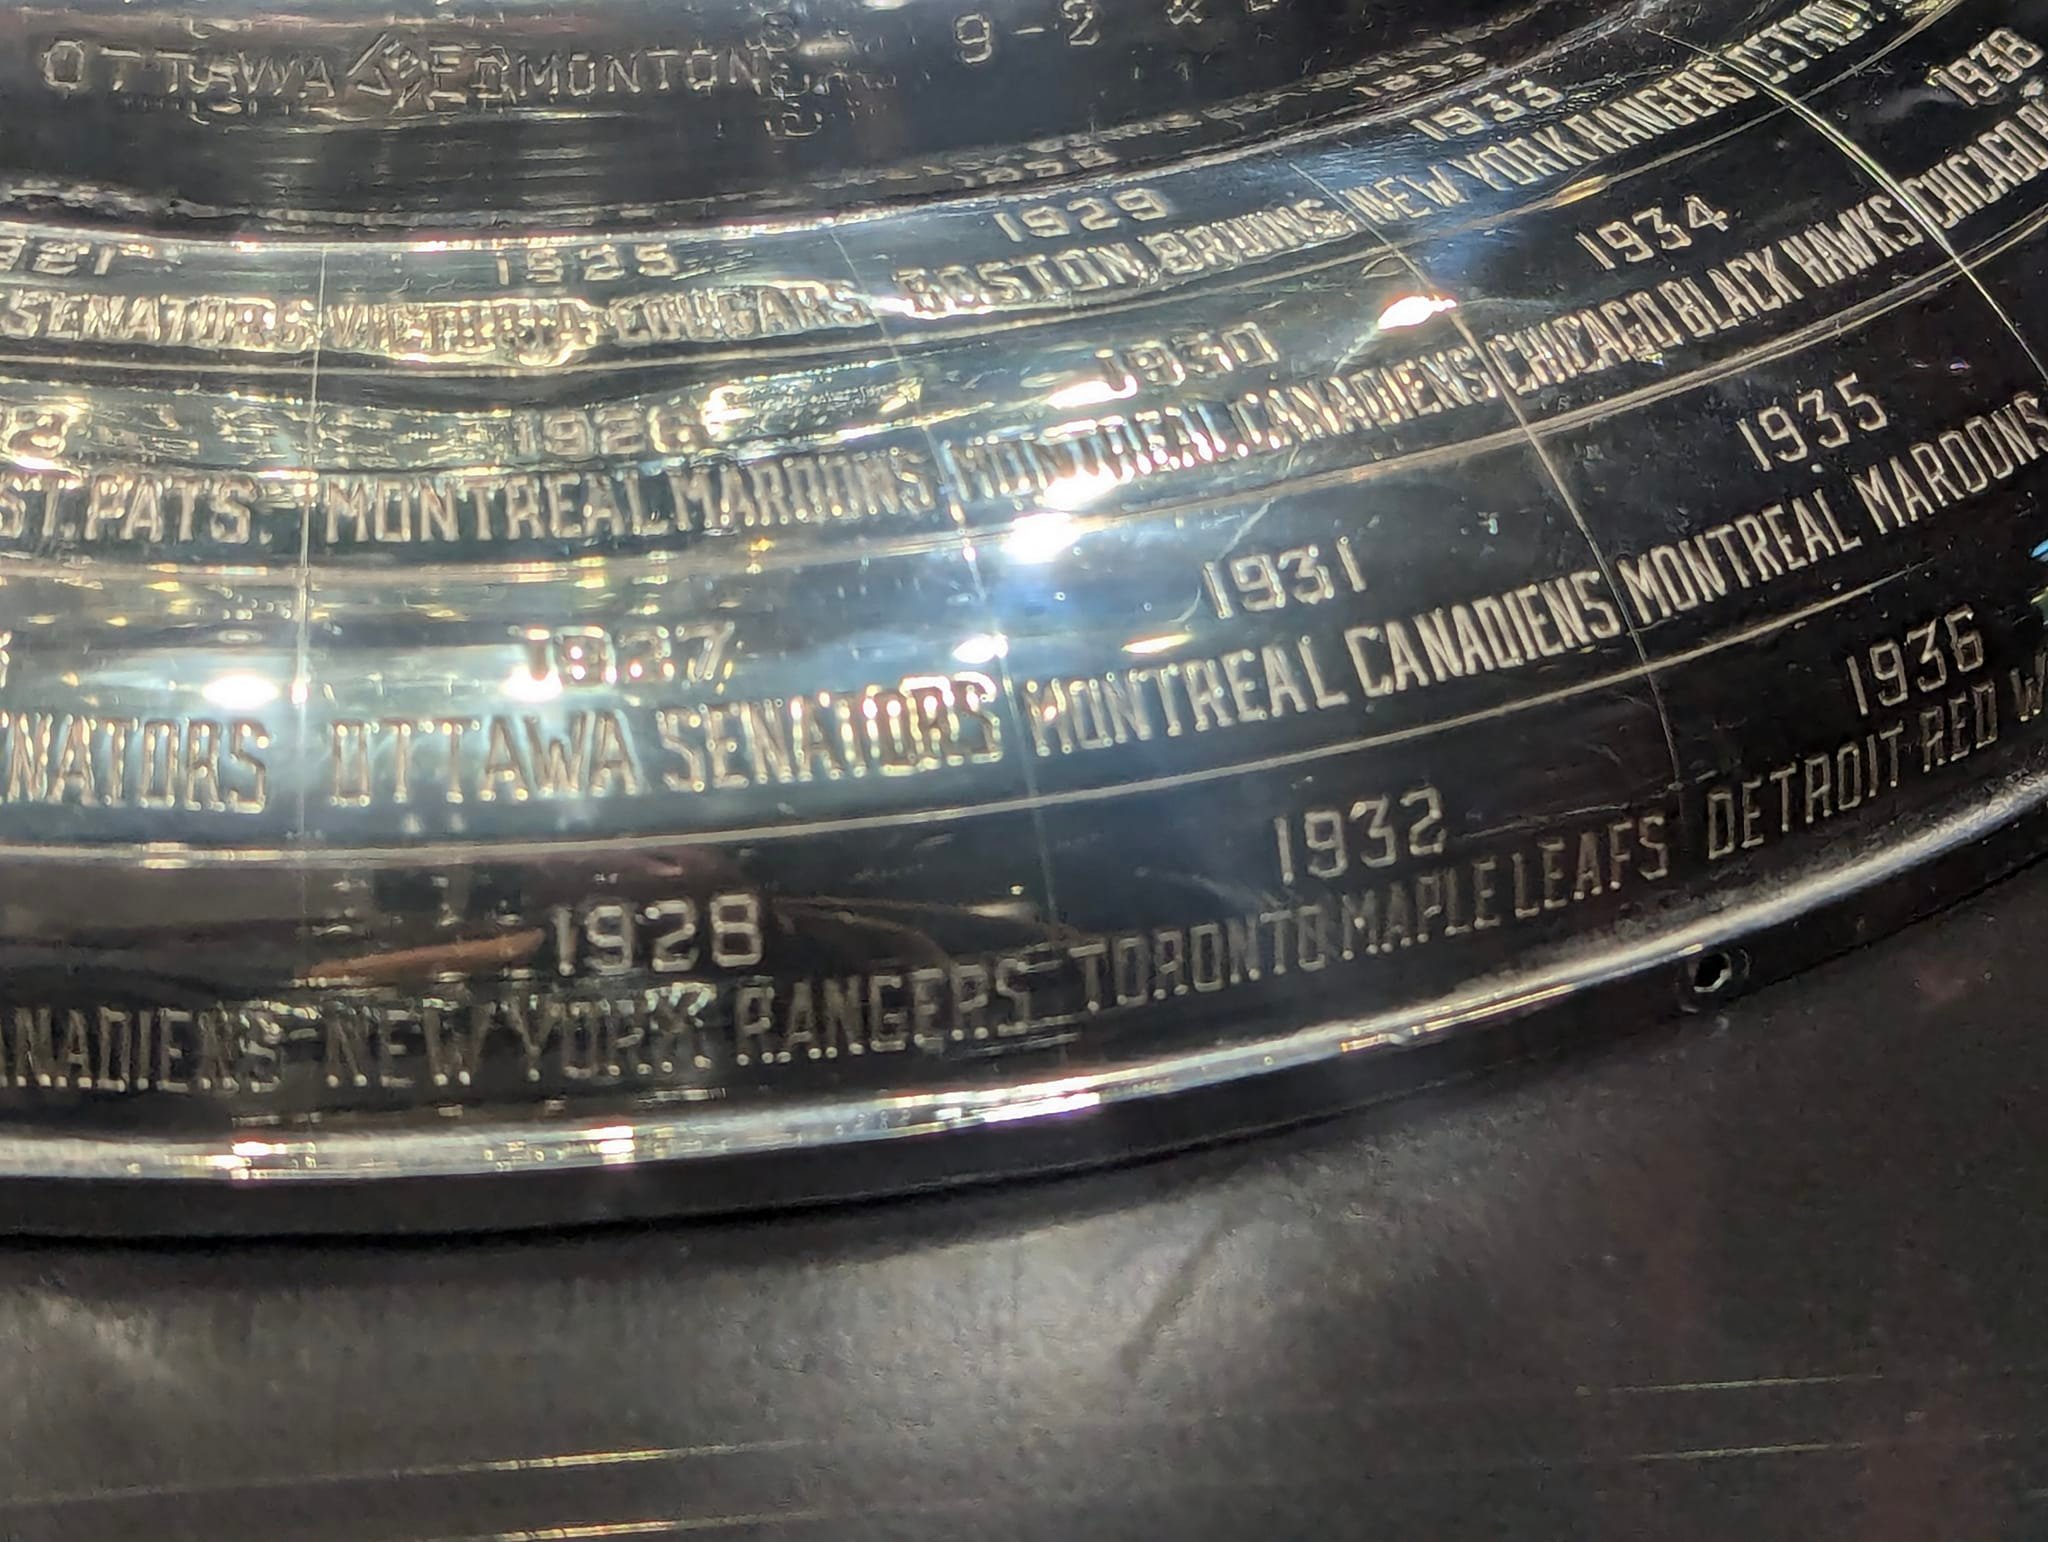 OTTAWA EDMONTON 9-2 &
1925 1929 1933 1938
SENATORS VICTORIA COUGARS BOSTON BRUINS NEW YORK RANGERS DETROIT
1926 1930 1934
ST. PATS. MONTREAL MAROONS MONTREAL CANADIENS CHICAGO BLACK HAWKS CHICAGO
1927 1931 1935
OTTAWA SENATORS MONTREAL CANADIENS MONTREAL MAROONS
1928 1932 1936
NEW YORK RANGERS TORONTO MAPLE LEAFS DETROIT RED